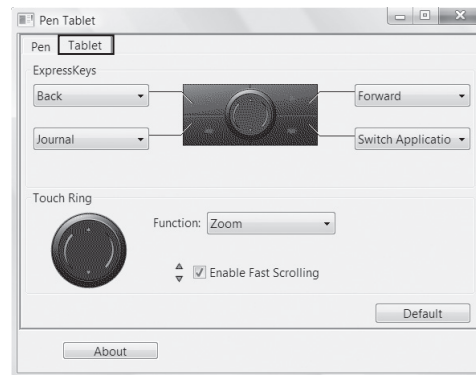 Pen Tablet
Pen Tablet
ExpressKeys
Back Forward
Journal Switch Applicatio
Touch Ring
Function: Zoom
Enable Fast Scrolling
Default
About